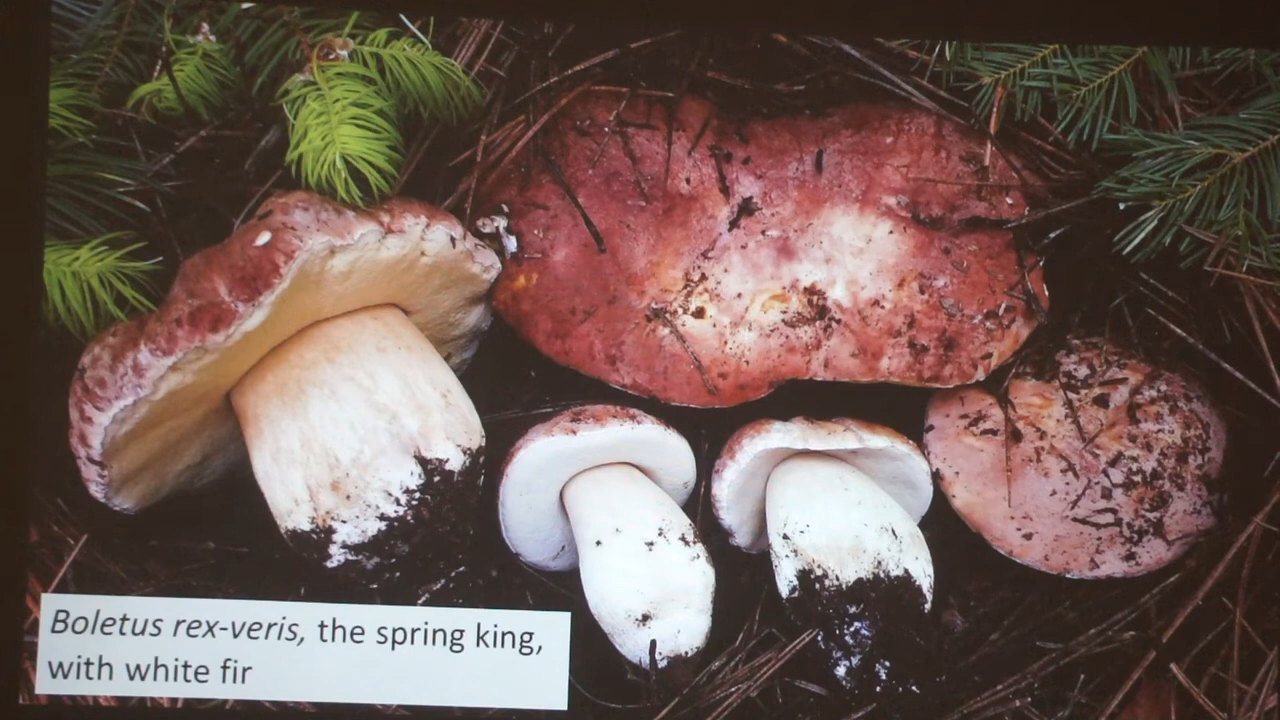 Boletus rex-veris, the spring king,
with white fir